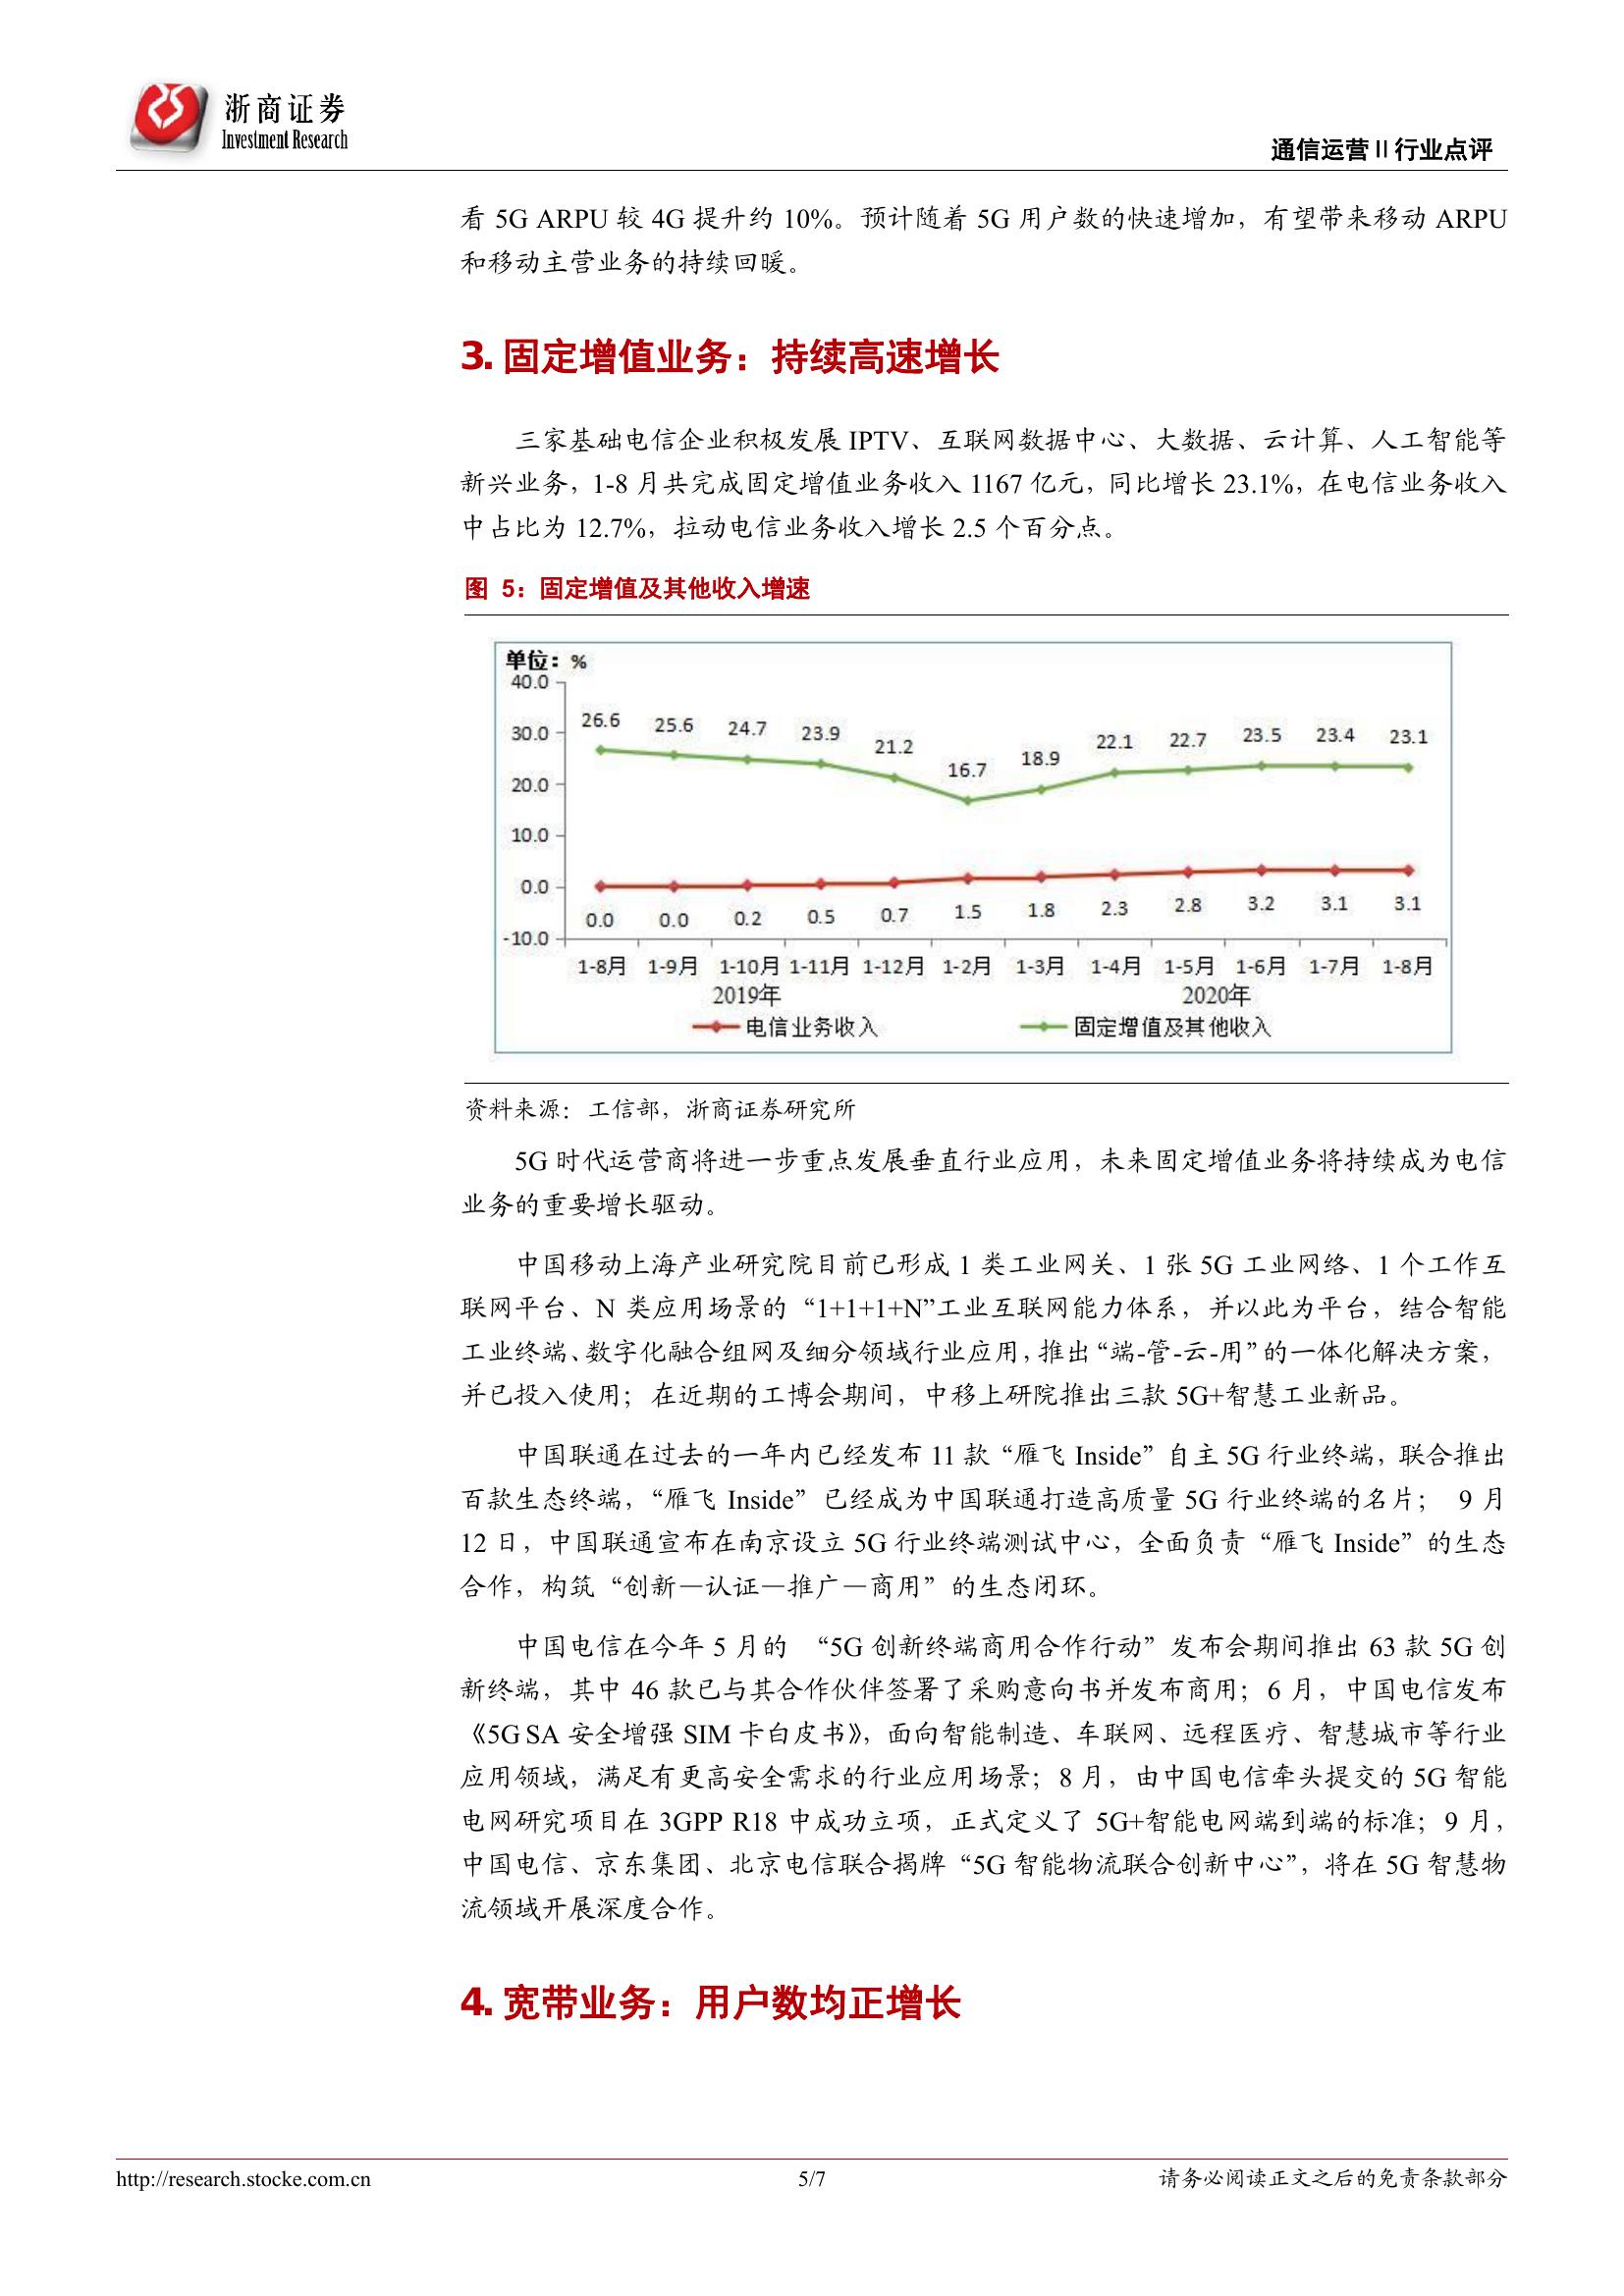 浙商证券
Investment Research
通信运营Ⅱ行业点评
看 5G ARPU 较 4G 提升约 10%。预计随着 5G 用户数的快速增加，有望带来移动 ARPU
和移动主营业务的持续回暖。
3. 固定增值业务：持续高速增长
三家基础电信企业积极发展 IPTV、互联网数据中心、大数据、云计算、人工智能等
新兴业务，1-8 月共完成固定增值业务收入 1167 亿元，同比增长 23.1%，在电信业务收入
中占比为 12.7%，拉动电信业务收入增长 2.5 个百分点。
图 5：固定增值及其他收入增速
单位：%
40.0
30.0
20.0
10.0
0.0
-10.0
26.6 25.6 24.7 23.9 21.2 16.7 18.9 22.1 22.7 23.5 23.4 23.1
0.0 0.0 0.2 0.5 0.7 1.5 1.8 2.3 2.8 3.2 3.1 3.1
1-8月 1-9月 1-10月 1-11月 1-12月 1-2月 1-3月 1-4月 1-5月 1-6月 1-7月 1-8月
2019年 2020年
电信业务收入 固定增值及其他收入
资料来源：工信部，浙商证券研究所
5G 时代运营商将进一步重点发展垂直行业应用，未来固定增值业务将持续成为电信
业务的重要增长驱动。
中国移动上海产业研究院目前已形成 1 类工业网关、1 张 5G 工业网络、1 个工作互
联网平台、N 类应用场景的“1+1+1+N”工业互联网能力体系，并以此为平台，结合智能
工业终端、数字化融合组网及细分领域行业应用，推出“端-管-云-用”的一体化解决方案，
并已投入使用；在近期的工博会期间，中移上研院推出三款 5G+智慧工业新品。
中国联通在过去的一年内已经发布 11 款“雁飞 Inside”自主 5G 行业终端，联合推出
百款生态终端，“雁飞 Inside”已经成为中国联通打造高质量 5G 行业终端的名片； 9 月
12 日，中国联通宣布在南京设立 5G 行业终端测试中心，全面负责“雁飞 Inside”的生态
合作，构筑“创新—认证—推广—商用”的生态闭环。
中国电信在今年 5 月的 “5G 创新终端商用合作行动”发布会期间推出 63 款 5G 创
新终端，其中 46 款已与其合作伙伴签署了采购意向书并发布商用；6 月，中国电信发布
《5G SA 安全增强 SIM 卡白皮书》，面向智能制造、车联网、远程医疗、智慧城市等行业
应用领域，满足有更高安全需求的行业应用场景；8 月，由中国电信牵头提交的 5G 智能
电网研究项目在 3GPP R18 中成功立项，正式定义了 5G+智能电网端到端的标准；9 月，
中国电信、京东集团、北京电信联合揭牌“5G 智能物流联合创新中心”，将在 5G 智慧物
流领域开展深度合作。
4. 宽带业务：用户数均正增长
http://research.stocke.com.cn
5/7
请务必阅读正文之后的免责条款部分